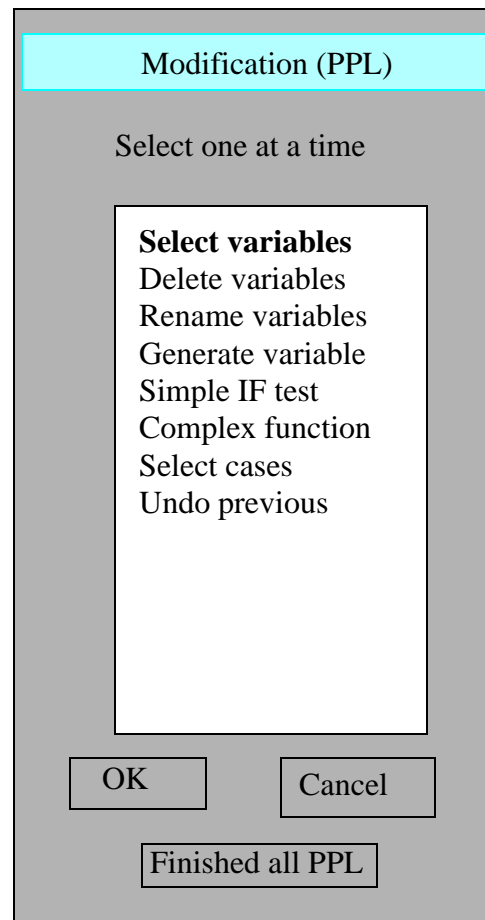 Modification (PPL)
Select one at a time
Select variables
Delete variables
Rename variables
Generate variable
Simple IF test
Complex function
Select cases
Undo previous
OK
Cancel
Finished all PPL